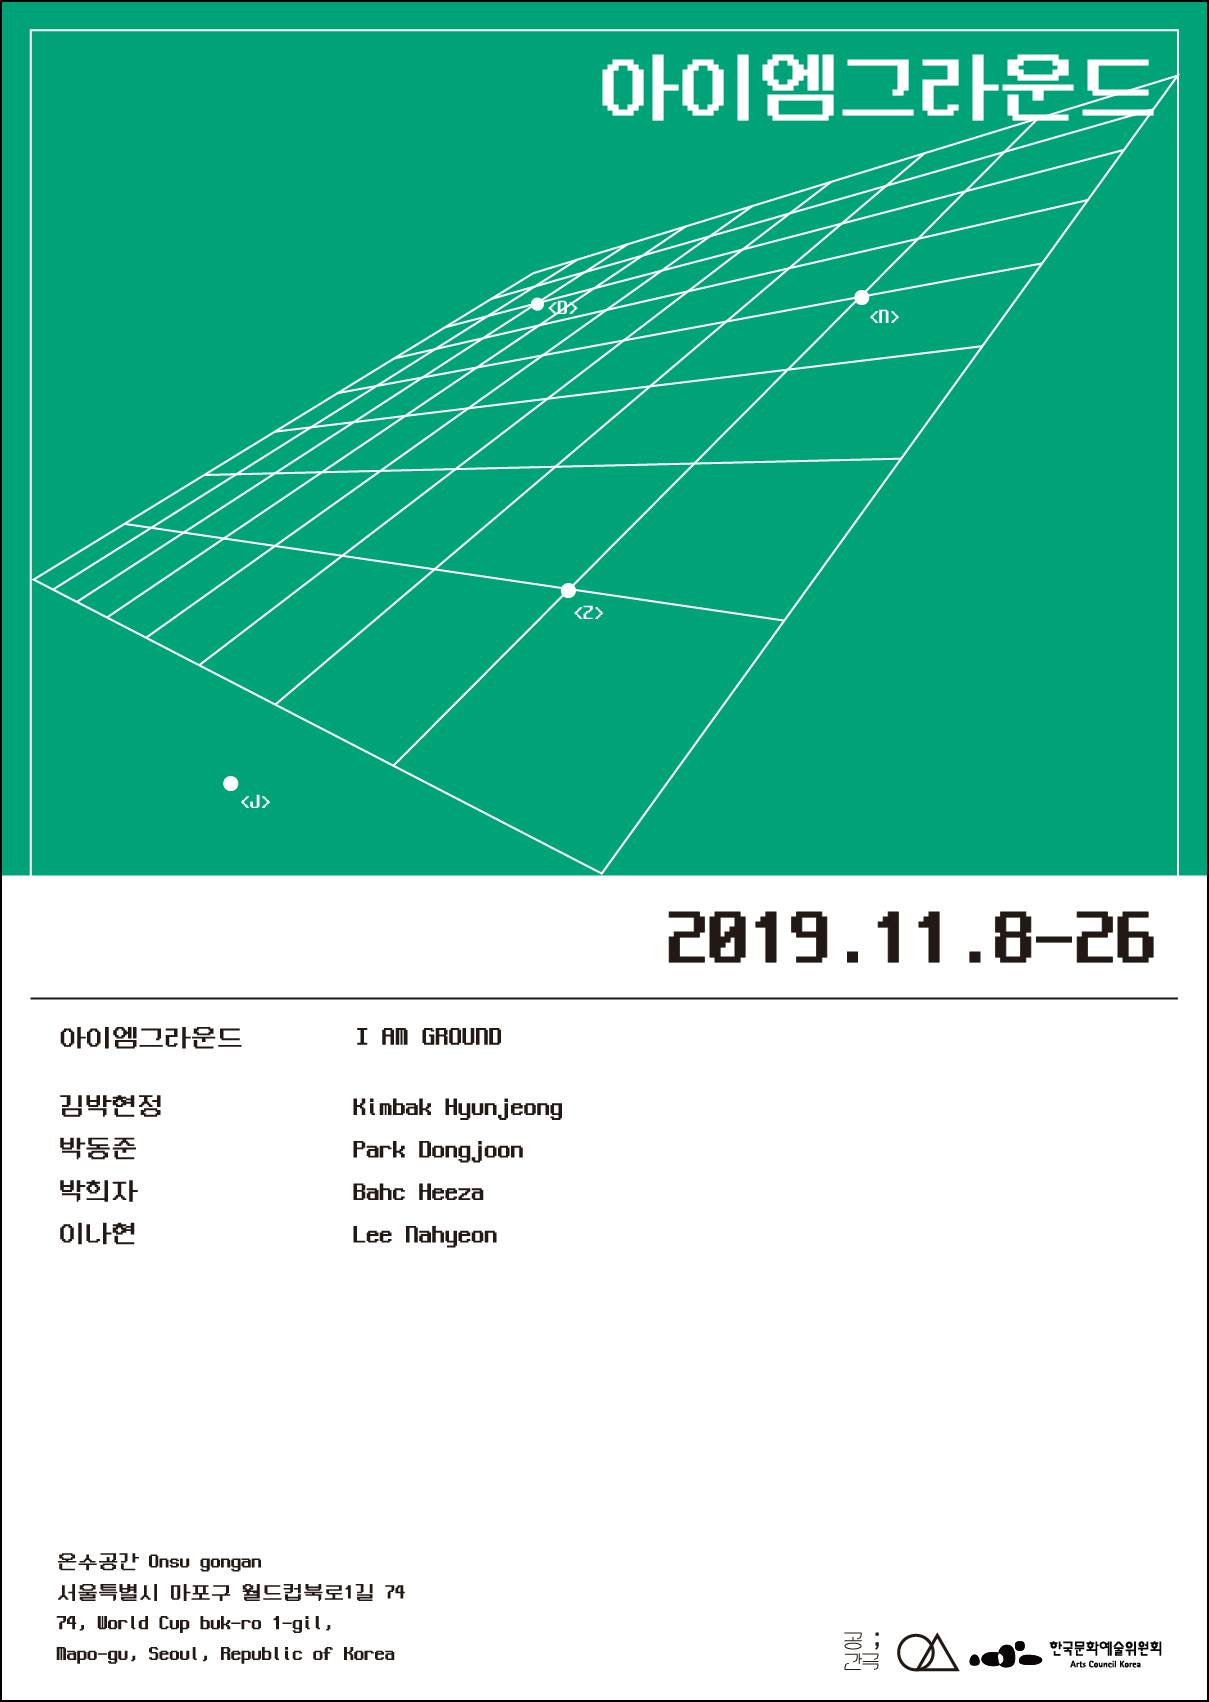 아이엠그라운드
<D>
<N>
<Z>
<J>
2019.11.8-26
아이엠그라운드 I AM GROUND
김박현정 Kimbak Hyunjeong
박동준 Park Dongjoon
박희자 Bahc Heeza
이나현 Lee Nahyeon
온수공간 Onsu gongan
서울특별시 마포구 월드컵북로1길 74
74, World Cup buk-ro 1-gil,
Mapo-gu, Seoul, Republic of Korea
공;
간극
한국문화예술위원회
Arts Council Korea